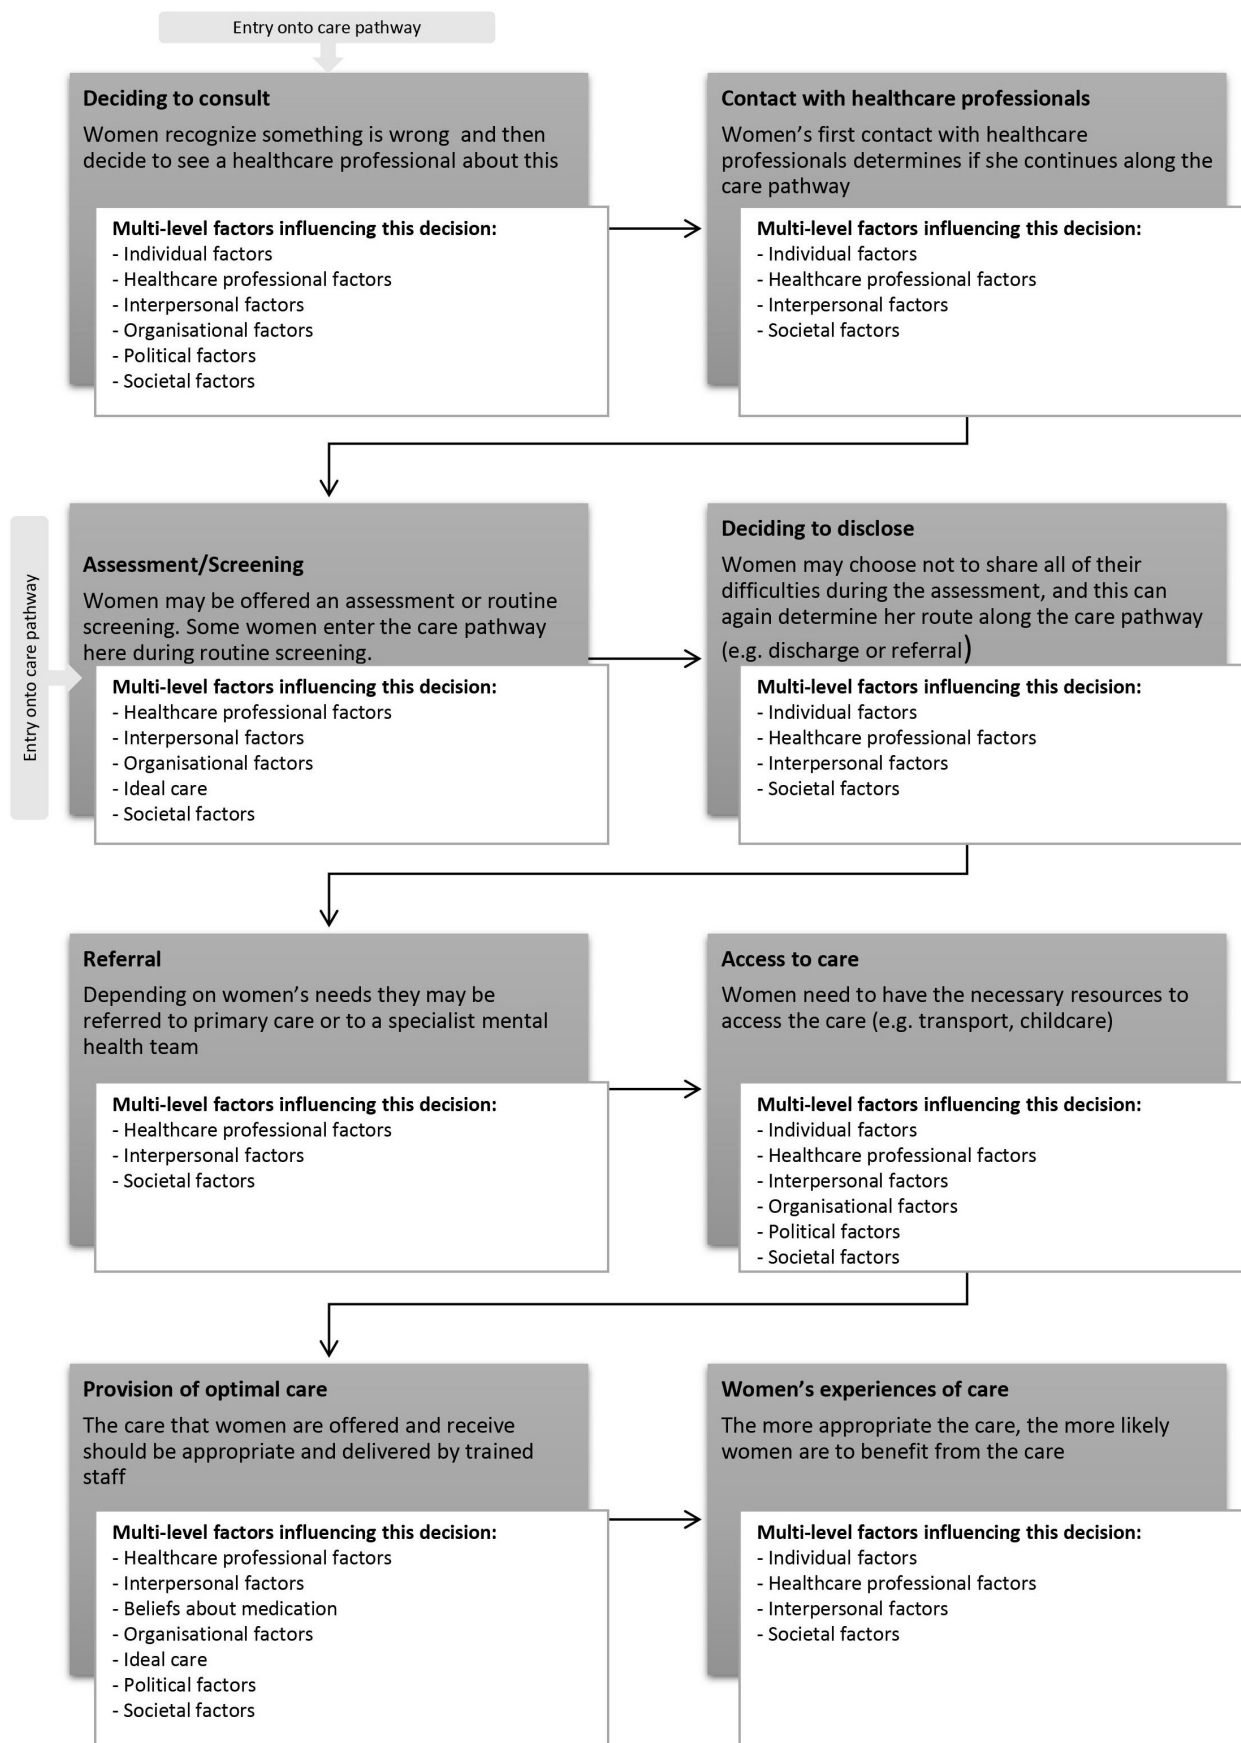 Entry onto care pathway
Deciding to consult
Women recognize something is wrong and then
decide to see a healthcare professional about this
Multi-level factors influencing this decision:
- Individual factors
- Healthcare professional factors
- Interpersonal factors
- Organisational factors
- Political factors
- Societal factors
Contact with healthcare professionals
Women's first contact with healthcare
professionals determines if she continues along the
care pathway
Multi-level factors influencing this decision:
- Individual factors
- Healthcare professional factors
- Interpersonal factors
- Societal factors
Entry onto care pathway
Assessment/Screening
Women may be offered an assessment or routine
screening. Some women enter the care pathway
here during routine screening.
Multi-level factors influencing this decision:
- Healthcare professional factors
- Interpersonal factors
- Organisational factors
- Ideal care
- Societal factors
Deciding to disclose
Women may choose not to share all of their
difficulties during the assessment, and this can
again determine her route along the care pathway
(e.g. discharge or referral)
Multi-level factors influencing this decision:
- Individual factors
- Healthcare professional factors
- Interpersonal factors
- Societal factors
Referral
Depending on women's needs they may be
referred to primary care or to a specialist mental
health team
Multi-level factors influencing this decision:
- Healthcare professional factors
- Interpersonal factors
- Societal factors
Access to care
Women need to have the necessary resources to
access the care (e.g. transport, childcare)
Multi-level factors influencing this decision:
- Individual factors
- Healthcare professional factors
- Interpersonal factors
- Organisational factors
- Political factors
- Societal factors
Provision of optimal care
The care that women are offered and receive
should be appropriate and delivered by trained
staff
Multi-level factors influencing this decision:
- Healthcare professional factors
- Interpersonal factors
- Beliefs about medication
- Organisational factors
- Ideal care
- Political factors
- Societal factors
Women's experiences of care
The more appropriate the care, the more likely
women are to benefit from the care
Multi-level factors influencing this decision:
- Individual factors
- Healthcare professional factors
- Interpersonal factors
- Societal factors